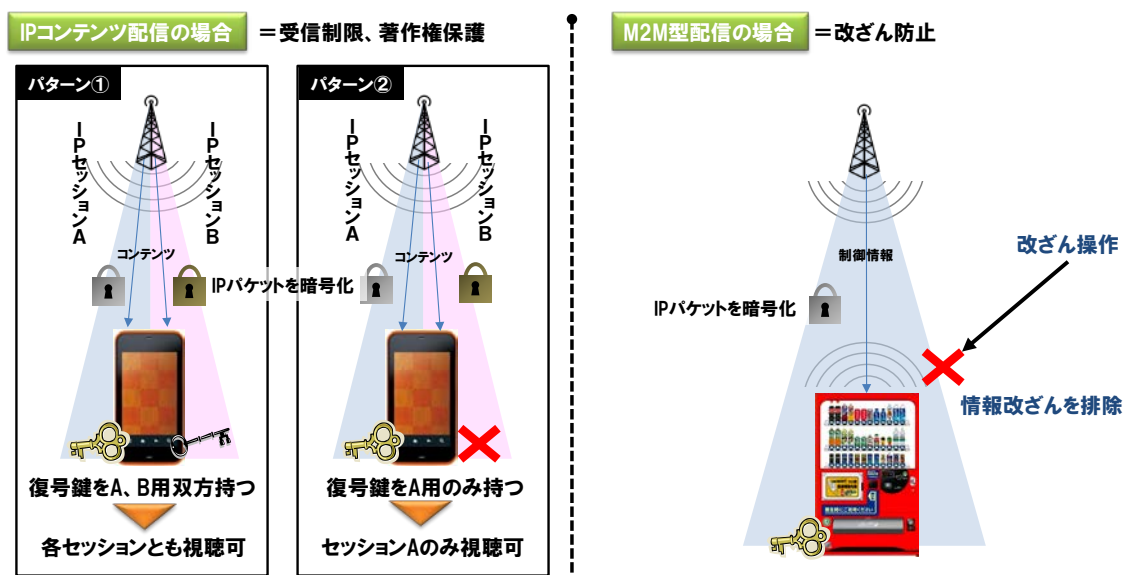 IPコンテンツ配信の場合
＝受信制限、著作権保護
パターン①
IPセッションA
IPセッションB
コンテンツ
IPパケットを暗号化
復号鍵をA、B用双方持つ
各セッションとも視聴可
パターン②
IPセッションA
IPセッションB
コンテンツ
復号鍵をA用のみ持つ
セッションAのみ視聴可
M2M型配信の場合
＝改ざん防止
制御情報
改ざん操作
IPパケットを暗号化
情報改ざんを排除